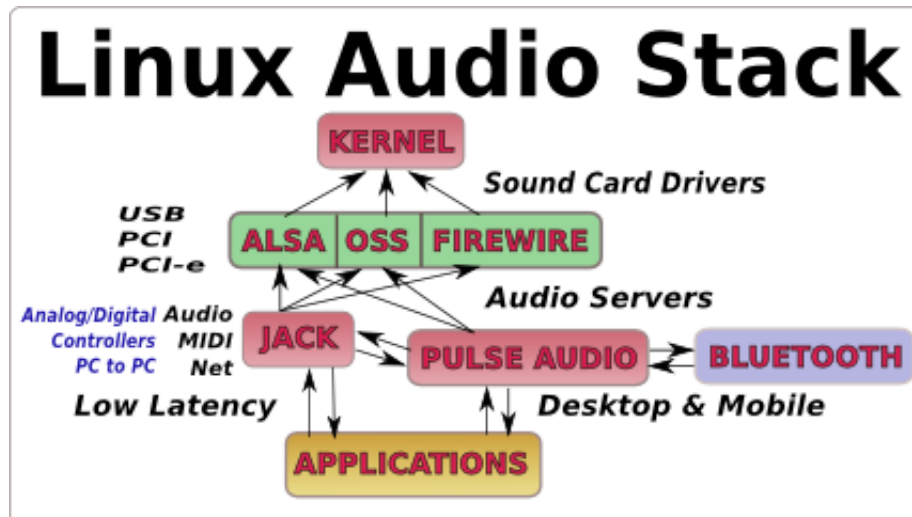 Linux Audio Stack
KERNEL
Sound Card Drivers
USB
PCI
PCI-e
ALSA OSS FIREWIRE
Audio Servers
Analog/Digital Audio
Controllers MIDI
PC to PC Net
JACK
PULSE AUDIO
BLUETOOTH
Low Latency
Desktop & Mobile
APPLICATIONS